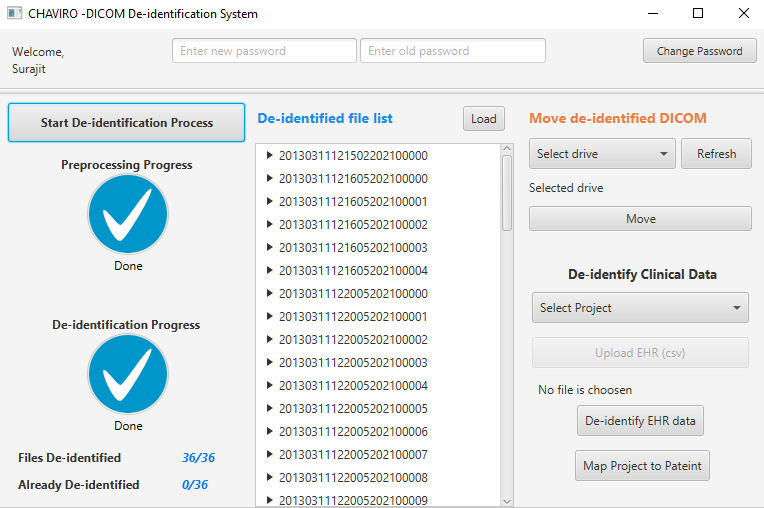 CHAVIRO -DICOM De-identification System
Welcome,
Surajit
Enter new password
Enter old password
Change Password
Start De-identification Process
Preprocessing Progress
Done
De-identification Progress
Done
Files De-identified 36/36
Already De-identified 0/36
De-identified file list
Load
20130311121502202100000
20130311121605202100000
20130311121605202100001
20130311121605202100002
20130311121605202100003
20130311121605202100004
20130311122005202100000
20130311122005202100001
20130311122005202100002
20130311122005202100003
20130311122005202100004
20130311122005202100005
20130311122005202100006
20130311122005202100007
20130311122005202100008
20130311122005202100009
Move de-identified DICOM
Select drive
Refresh
Selected drive
Move
De-identify Clinical Data
Select Project
Upload EHR (csv)
No file is choosen
De-identify EHR data
Map Project to Pateint